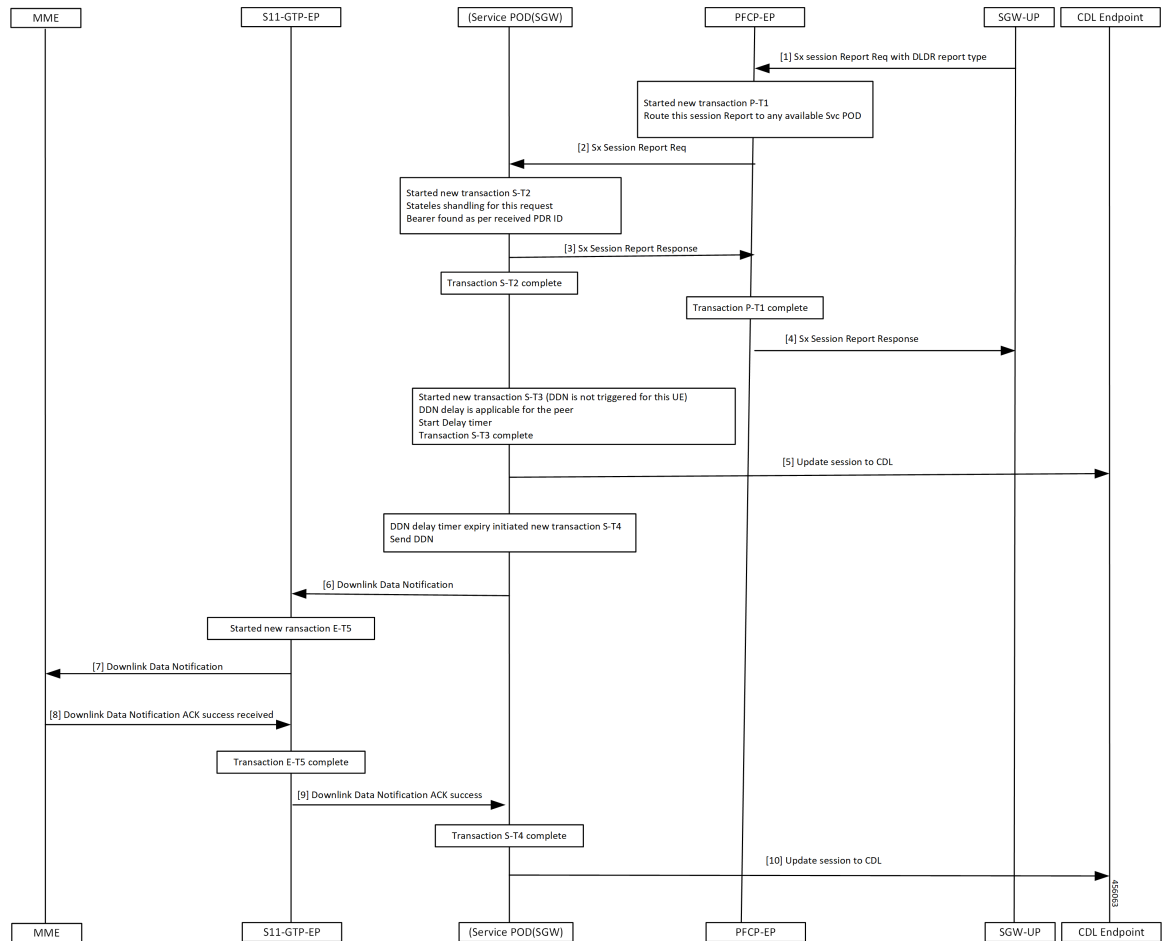 MME
S11-GTP-EP
(Service POD(SGW)
PFCP-EP
SGW-UP
CDL Endpoint
[1] Sx session Report Req with DLDR report type
Started new transaction P-T1
Route this session Report to any available Svc POD
[2] Sx Session Report Req
Started new transaction S-T2
Stateles shandling for this request
Bearer found as per received PDR ID
[3] Sx Session Report Response
Transaction S-T2 complete
Transaction P-T1 complete
[4] Sx Session Report Response
Started new transaction S-T3 (DDN is not triggered for this UE)
DDN delay is applicable for the peer
Start Delay timer
Transaction S-T3 complete
[5] Update session to CDL
DDN delay timer expiry initiated new transaction S-T4
Send DDN
[6] Downlink Data Notification
Started new ransaction E-T5
[7] Downlink Data Notification
[8] Downlink Data Notification ACK success received
Transaction E-T5 complete
[9] Downlink Data Notification ACK success
Transaction S-T4 complete
[10] Update session to CDL
456063
MME
S11-GTP-EP
(Service POD(SGW)
PFCP-EP
SGW-UP
CDL Endpoint